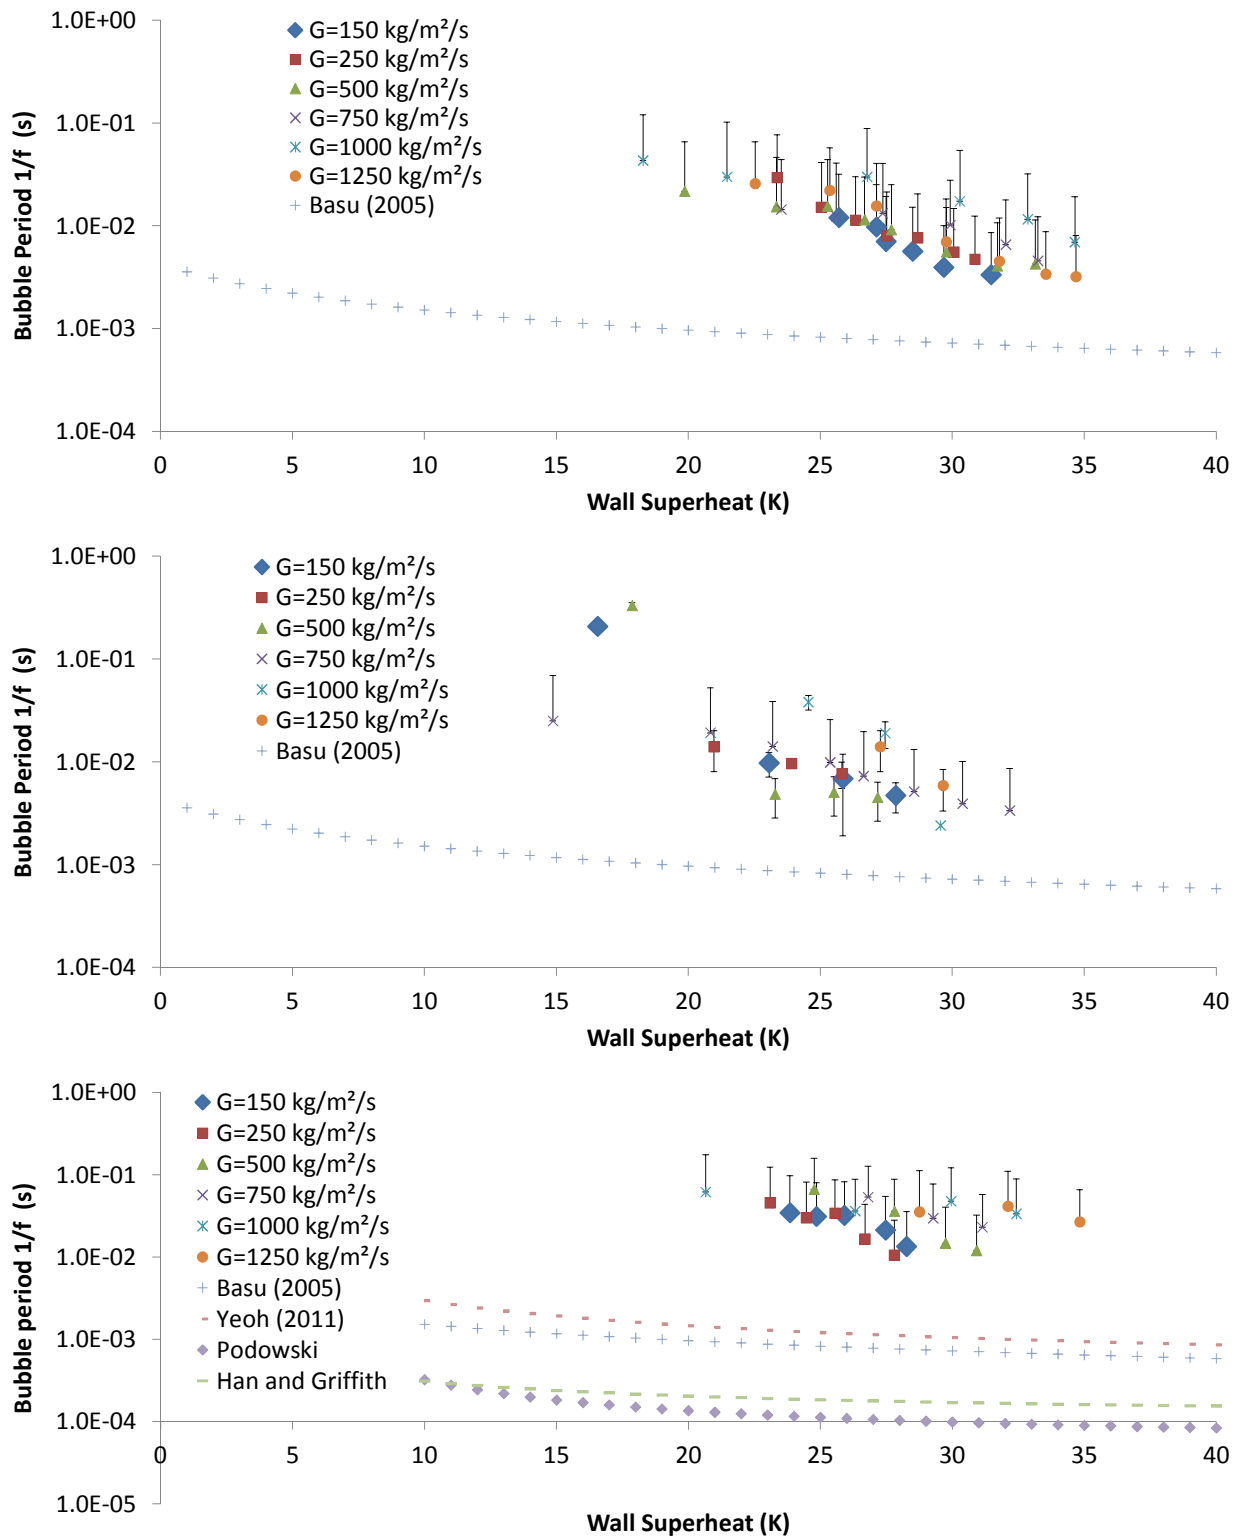 1.0E+00
1.0E-01
1.0E-02
1.0E-03
1.0E-04
Bubble Period 1/f (s)
G=150 kg/m²/s
G=250 kg/m²/s
G=500 kg/m²/s
G=750 kg/m²/s
G=1000 kg/m²/s
G=1250 kg/m²/s
Basu (2005)
0 5 10 15 20 25 30 35 40
Wall Superheat (K)
1.0E+00
1.0E-01
1.0E-02
1.0E-03
1.0E-04
Bubble Period 1/f (s)
G=150 kg/m²/s
G=250 kg/m²/s
G=500 kg/m²/s
G=750 kg/m²/s
G=1000 kg/m²/s
G=1250 kg/m²/s
Basu (2005)
0 5 10 15 20 25 30 35 40
Wall Superheat (K)
1.0E+00
1.0E-01
1.0E-02
1.0E-03
1.0E-04
1.0E-05
Bubble period 1/f (s)
G=150 kg/m²/s
G=250 kg/m²/s
G=500 kg/m²/s
G=750 kg/m²/s
G=1000 kg/m²/s
G=1250 kg/m²/s
Basu (2005)
Yeoh (2011)
Podowski
Han and Griffith
0 5 10 15 20 25 30 35 40
Wall Superheat (K)